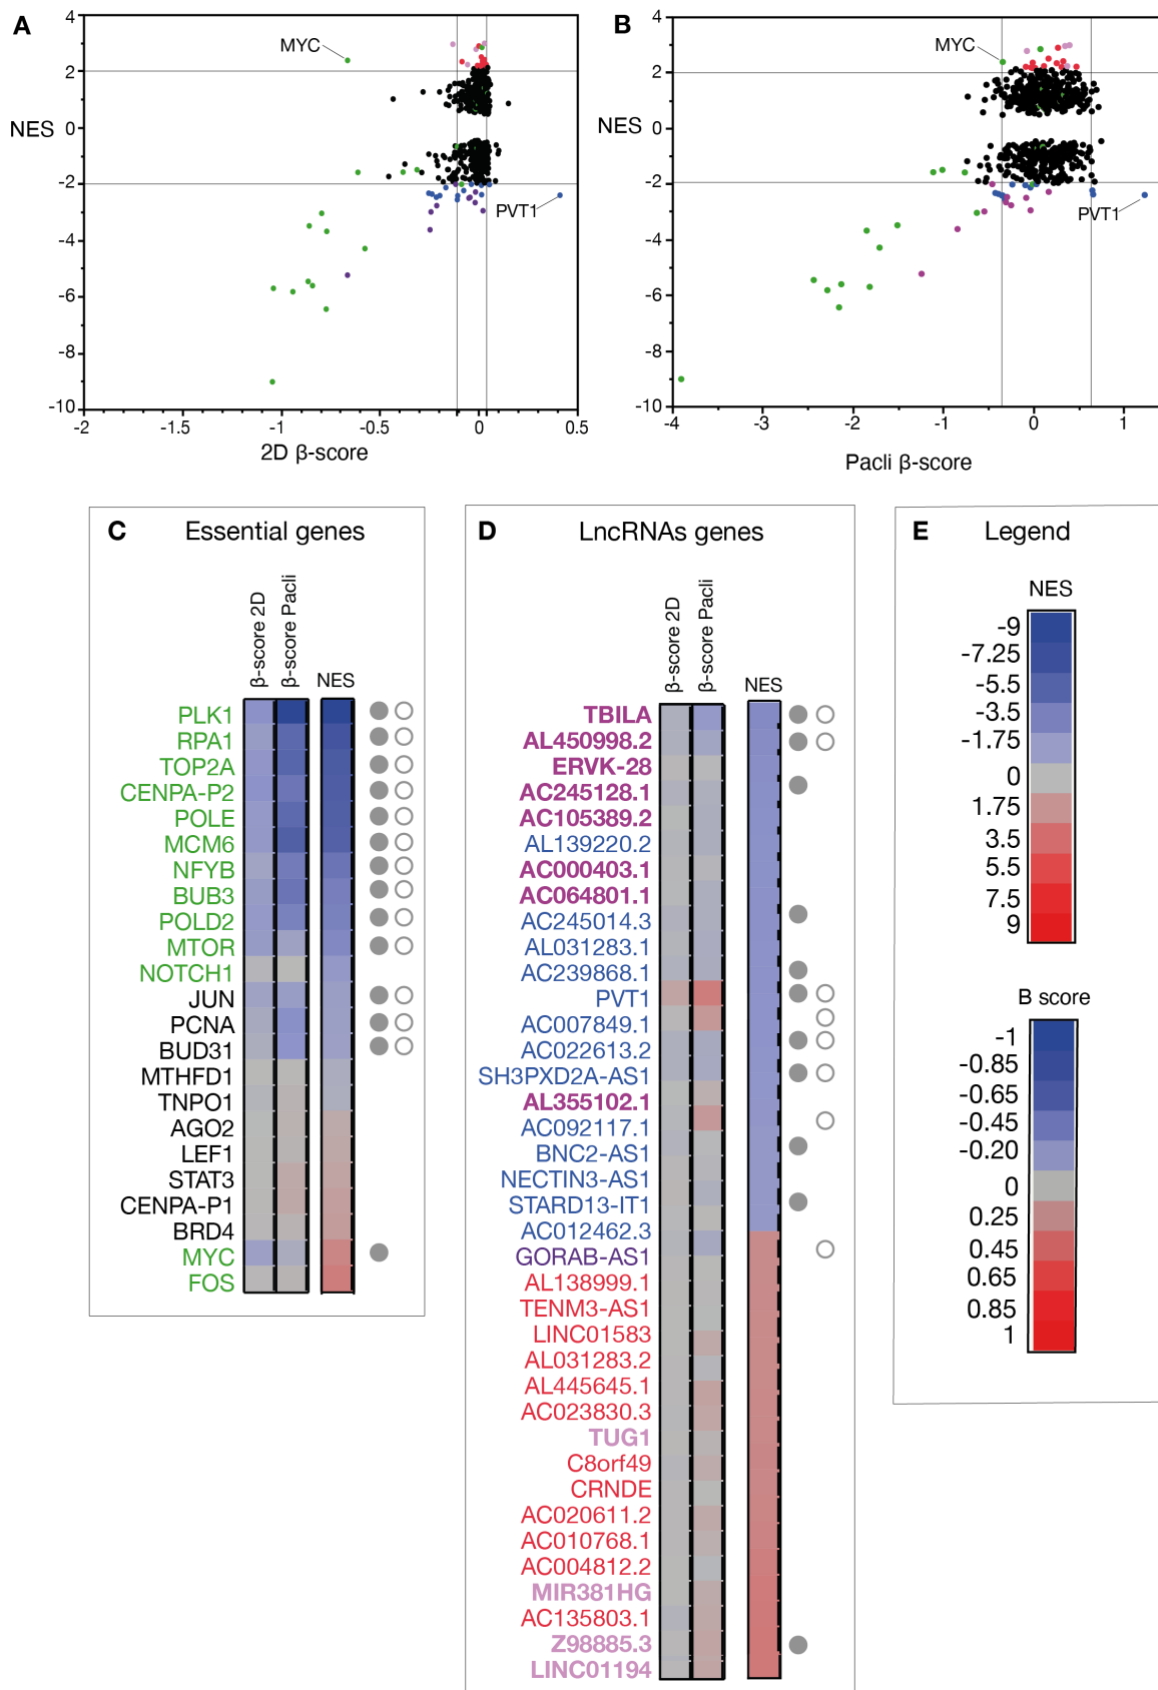 A
4
2
0
-2
-4
-6
-8
-10
NES
MYC
PVT1
-2
-1.5
-1
-0.5
0
0.5
2D β-score
B
4
2
0
-2
-4
-6
-8
-10
NES
MYC
PVT1
-4
-3
-2
-1
0
1
Pacli β-score
C
Essential genes
β-score 2D
β-score Pacli
NES
PLK1
RPA1
TOP2A
CENPA-P2
POLE
MCM6
NFYB
BUB3
POLD2
MTOR
NOTCH1
JUN
PCNA
BUD31
MTHFD1
TNPO1
AGO2
LEF1
STAT3
CENPA-P1
BRD4
MYC
FOS
D
LncRNAs genes
β-score 2D
β-score Pacli
NES
TBILA
AL450998.2
ERVK-28
AC245128.1
AC105389.2
AL139220.2
AC000403.1
AC064801.1
AC245014.3
AL031283.1
AC239868.1
PVT1
AC007849.1
AC022613.2
SH3PXD2A-AS1
AL355102.1
AC092117.1
BNC2-AS1
NECTIN3-AS1
STARD13-IT1
AC012462.3
GORAB-AS1
AL138999.1
TENM3-AS1
LINC01583
AL031283.2
AL445645.1
AC023830.3
TUG1
C8orf49
CRNDE
AC020611.2
AC010768.1
AC004812.2
MIR381HG
AC135803.1
Z98885.3
LINC01194
E
Legend
NES
-9
-7.25
-5.5
-3.5
-1.75
0
1.75
3.5
5.5
7.5
9
B score
-1
-0.85
-0.65
-0.45
-0.20
0
0.25
0.45
0.65
0.85
1